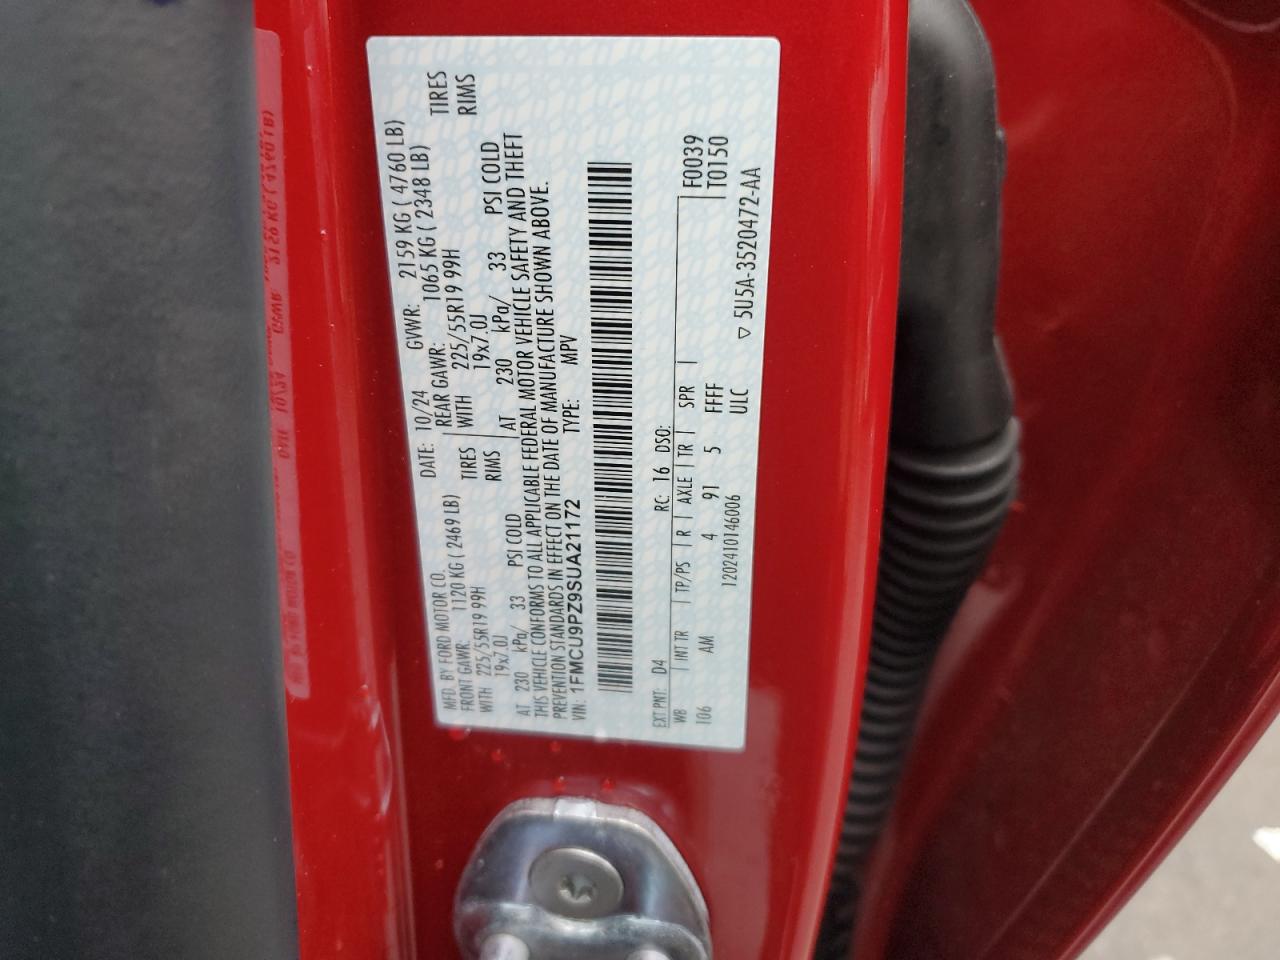 MFD. BY FORD MOTOR CO.
DATE: 10/24 GVWR: 2159 KG ( 4760 LB)
FRONT GAWR: 1120 KG ( 2469 LB) REAR GAWR: 1065 KG ( 2348 LB)
WITH 225/55R19 99H TIRES WITH 225/55R19 99H TIRES
19x7.0J RIMS 19x7.0J RIMS
AT 230 kPa/ 33 PSI COLD AT 230 kPa/ 33 PSI COLD
THIS VEHICLE CONFORMS TO ALL APPLICABLE FEDERAL MOTOR VEHICLE SAFETY AND THEFT
PREVENTION STANDARDS IN EFFECT ON THE DATE OF MANUFACTURE SHOWN ABOVE.
VIN: 1FMCU9PZ9SUA21172 TYPE: MPV
EXT PNT: D4 RC: 16 DSO: F0039
WB INT TR TP/PS R AXLE TR SPR T0150
106 AM 4 91 5 FFF
1202410146006 ULC ▽ 5U5A-3520472-AA